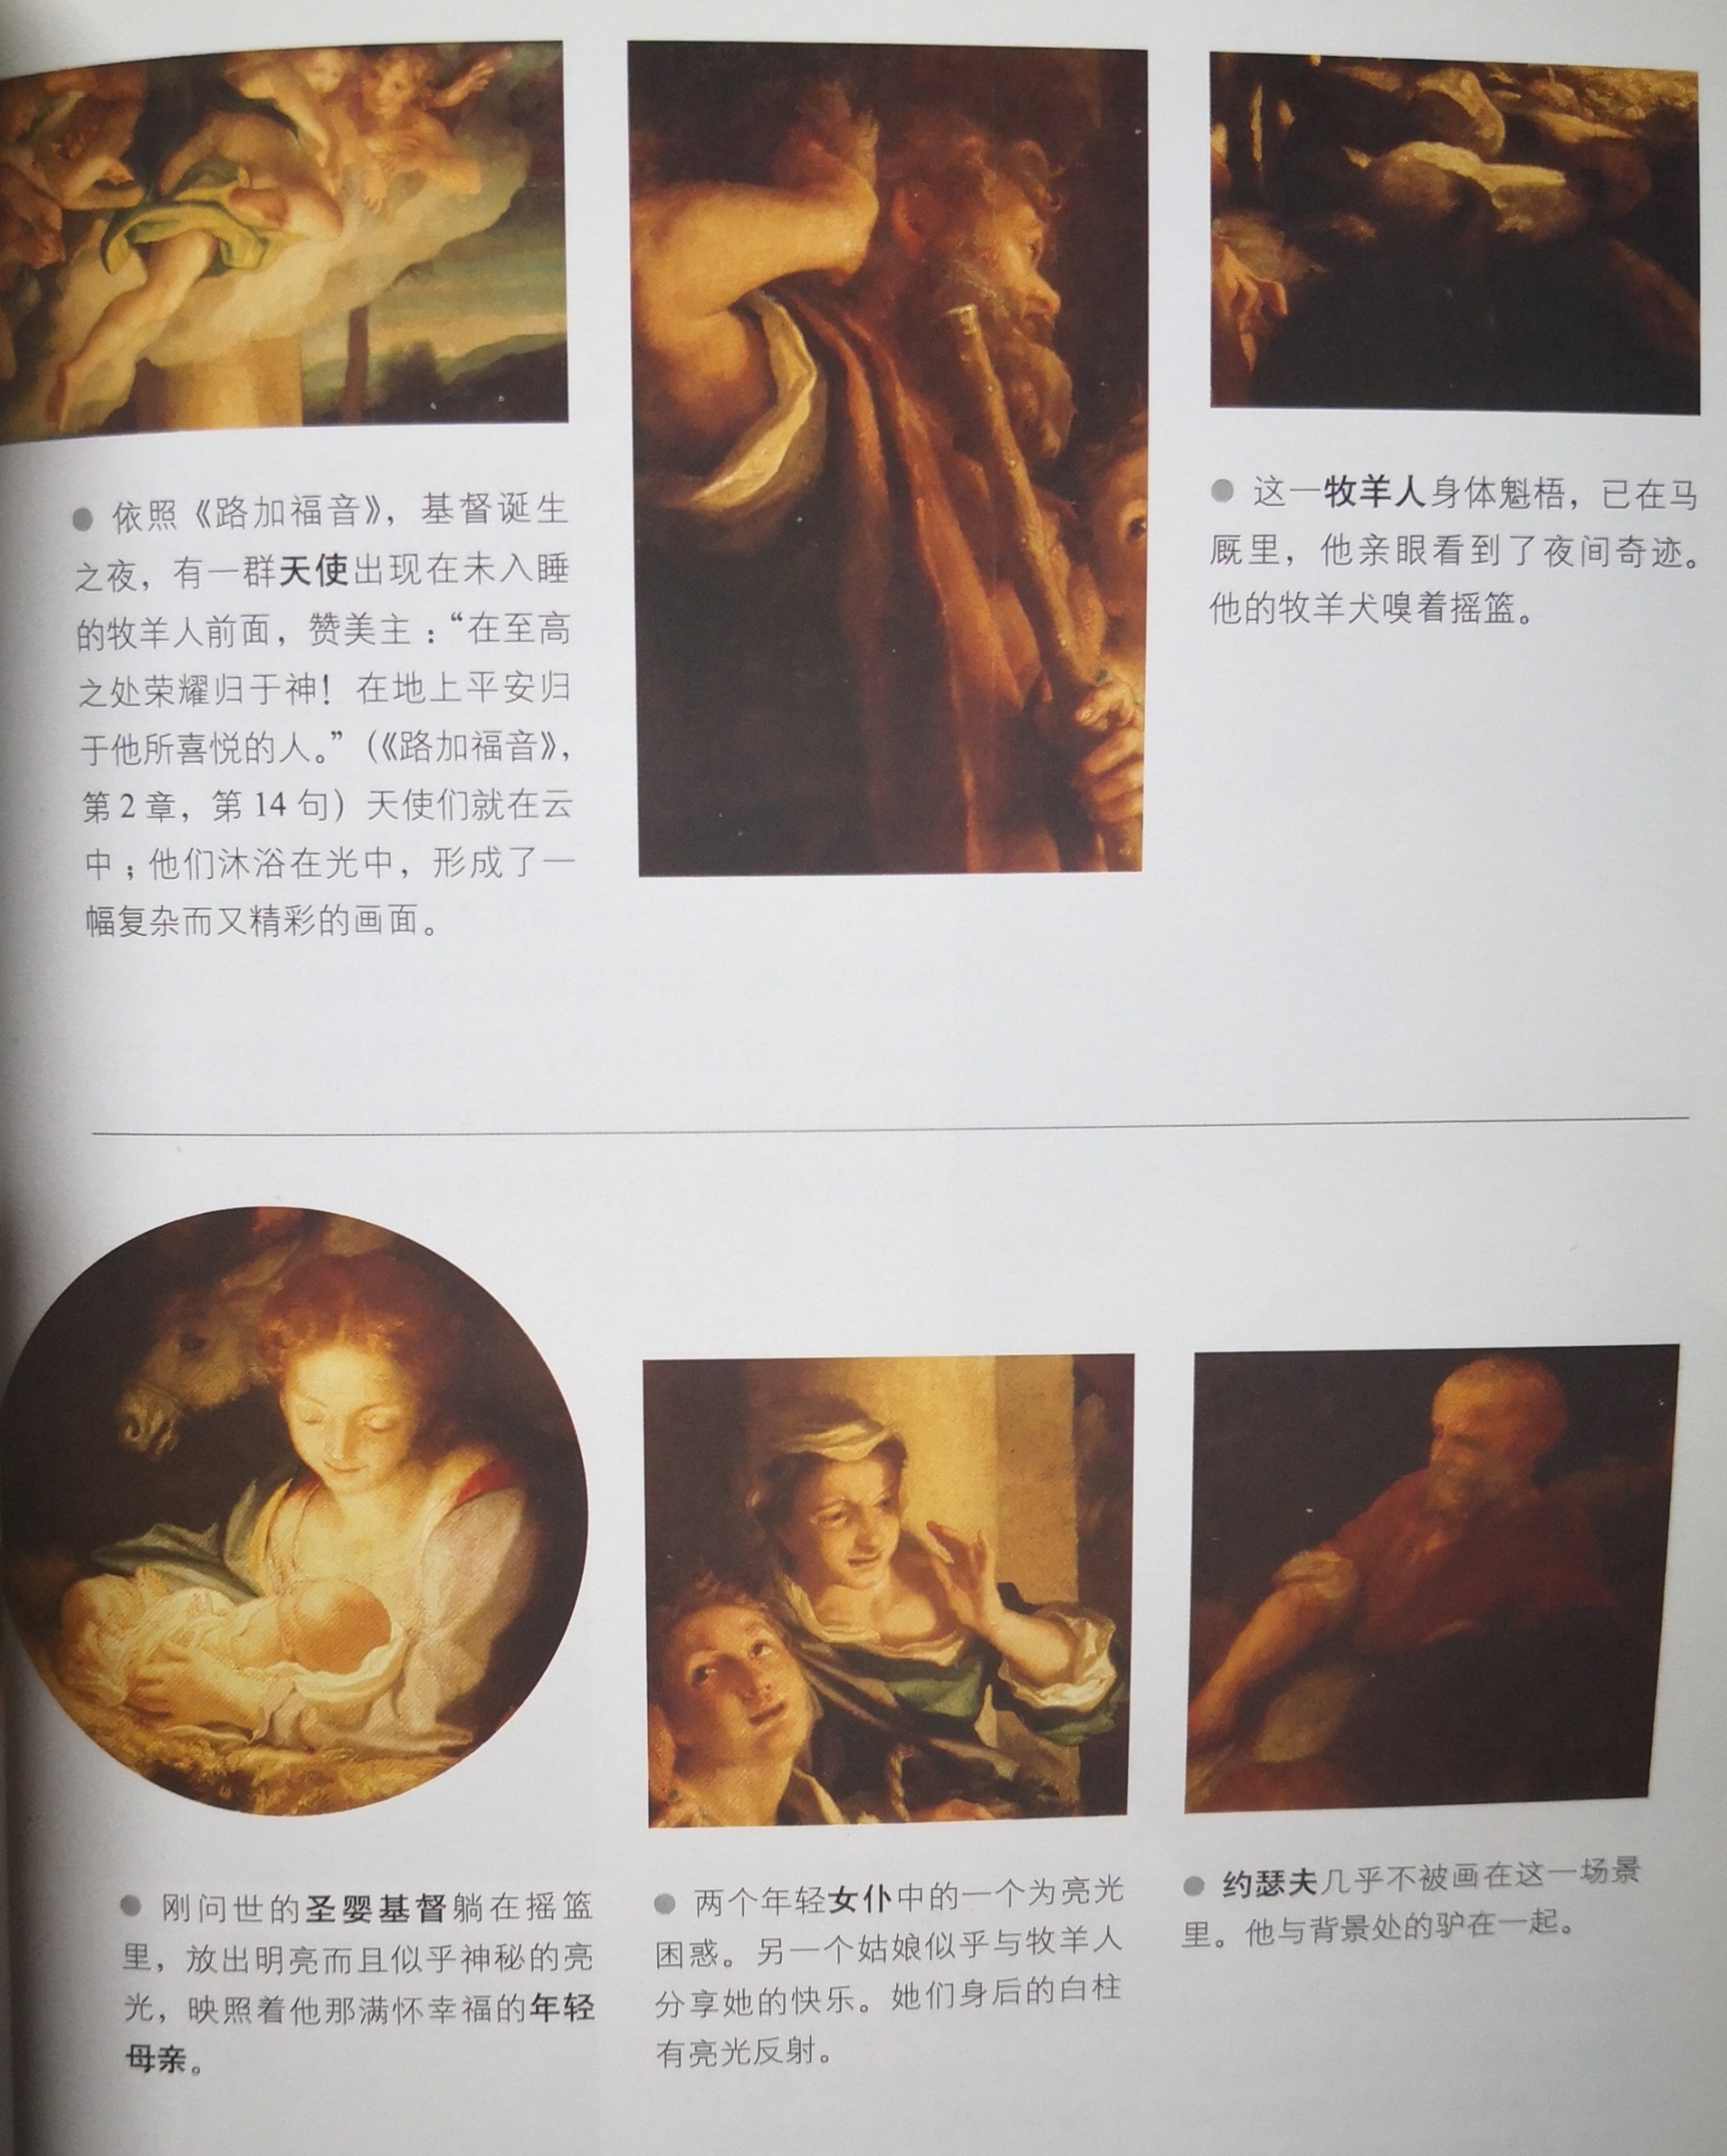 ● 依照《路加福音》，基督诞生
之夜，有一群天使出现在未入睡
的牧羊人前面，赞美主：“在至高
之处荣耀归于神！在地上平安归
于他所喜悦的人。”（《路加福音》，
第2章，第14句）天使们就在云
中；他们沐浴在光中，形成了一
幅复杂而又精彩的画面。
● 这一牧羊人身体魁梧，已在马
厩里，他亲眼看到了夜间奇迹。
他的牧羊犬嗅着摇篮。
● 刚问世的圣婴基督躺在摇篮
里，放出明亮而且似乎神秘的亮
光，映照着他那满怀幸福的年轻
母亲。
● 两个年轻女仆中的一个为亮光
困惑。另一个姑娘似乎与牧羊人
分享她的快乐。她们身后的白柱
有亮光反射。
● 约瑟夫几乎不被画在这一场景
里。他与背景处的驴在一起。